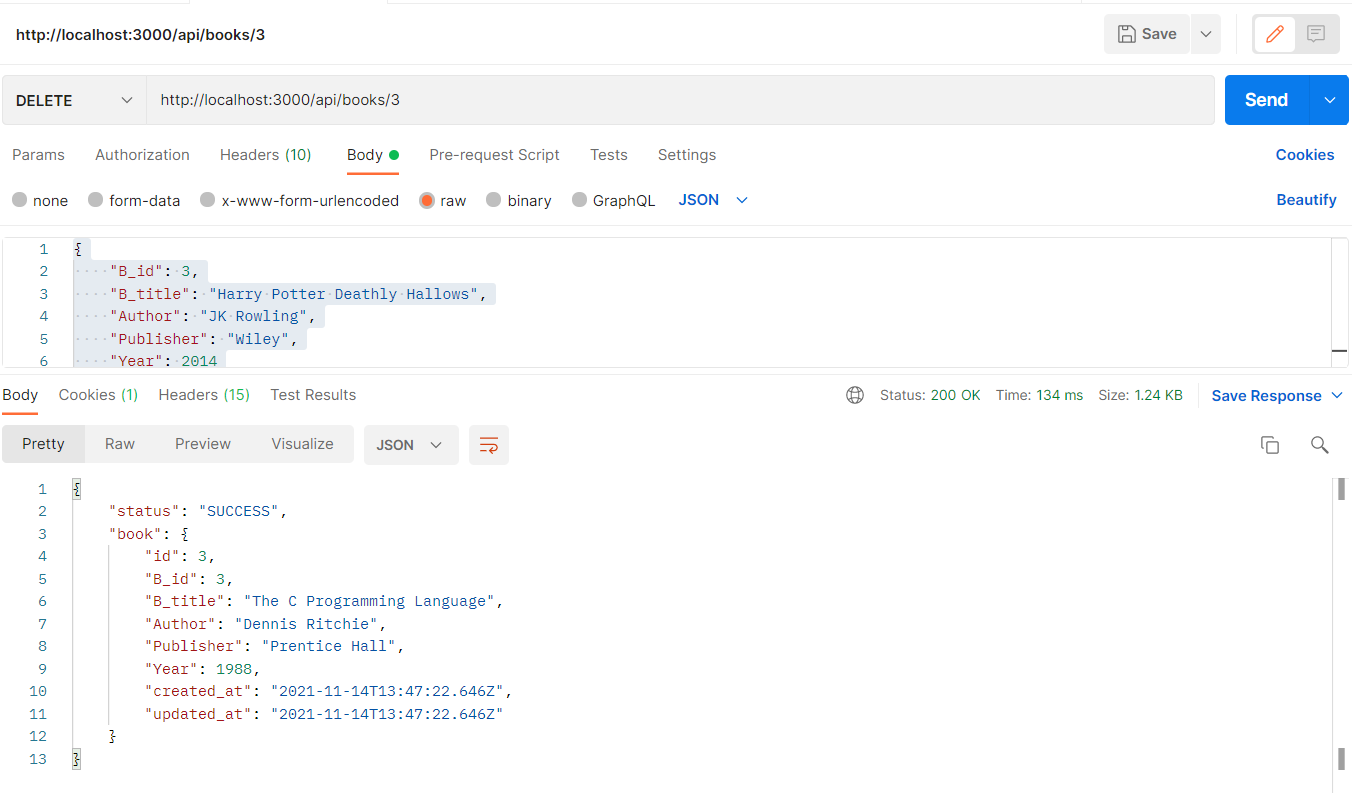 http://localhost:3000/api/books/3 Save
DELETE http://localhost:3000/api/books/3 Send
Params Authorization Headers (10) Body Pre-request Script Tests Settings Cookies
none form-data x-www-form-urlencoded raw binary GraphQL JSON Beautify
1 {
2 ····"B_id":·3,
3 ····"B_title":·"Harry·Potter·Deathly·Hallows",
4 ····"Author":·"JK·Rowling",
5 ····"Publisher":·"Wiley",
6 ····"Year":·2014
Body Cookies (1) Headers (15) Test Results Status: 200 OK Time: 134 ms Size: 1.24 KB Save Response
Pretty Raw Preview Visualize JSON
1 {
2 "status": "SUCCESS",
3 "book": {
4 "id": 3,
5 "B_id": 3,
6 "B_title": "The C Programming Language",
7 "Author": "Dennis Ritchie",
8 "Publisher": "Prentice Hall",
9 "Year": 1988,
10 "created_at": "2021-11-14T13:47:22.646Z",
11 "updated_at": "2021-11-14T13:47:22.646Z"
12 }
13 }